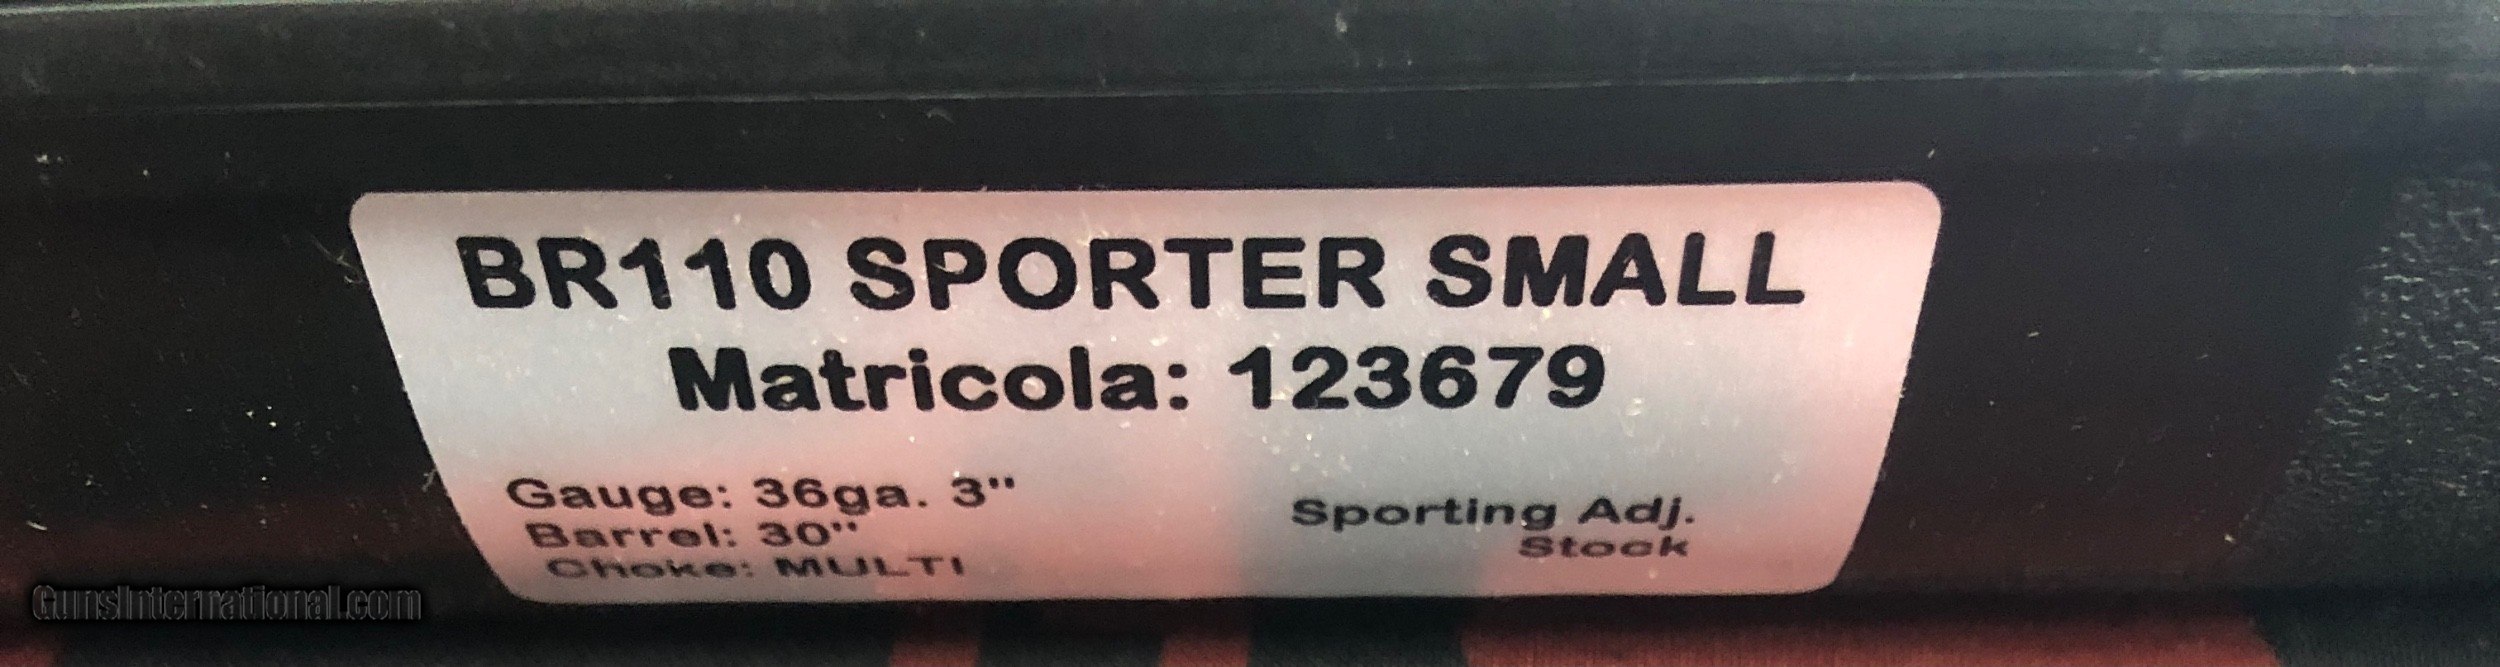 BR110 SPORTER SMALL
Matricola: 123679
Gauge: 36ga. 3"
Barrel: 30"
Choke: MULTI
Sporting Adj.
Stock
GunsInternational.com